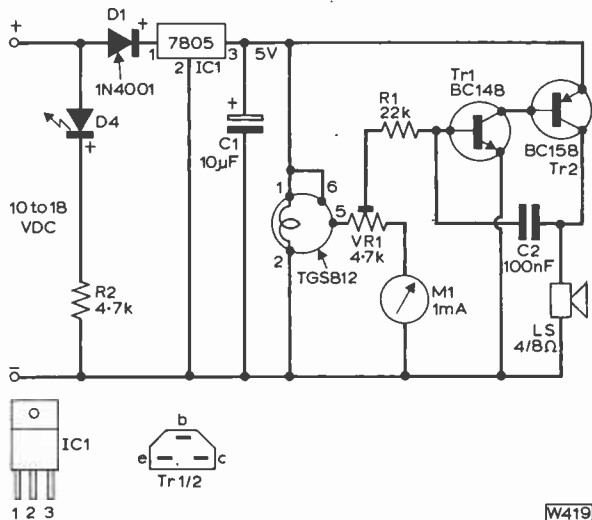 +
D1
+
1
7805
3
5V
2
IC1
1N4001
D4
+
+
C1
10µF
10 to 18
VDC
R2
4·7k
R1
22k
Tr1
BC148
BC158
Tr2
1
6
5
2
VR1
4·7k
TGS812
M1
1mA
C2
100nF
LS
4/8Ω
−
IC1
1 2 3
b
e
c
Tr1/2
W419